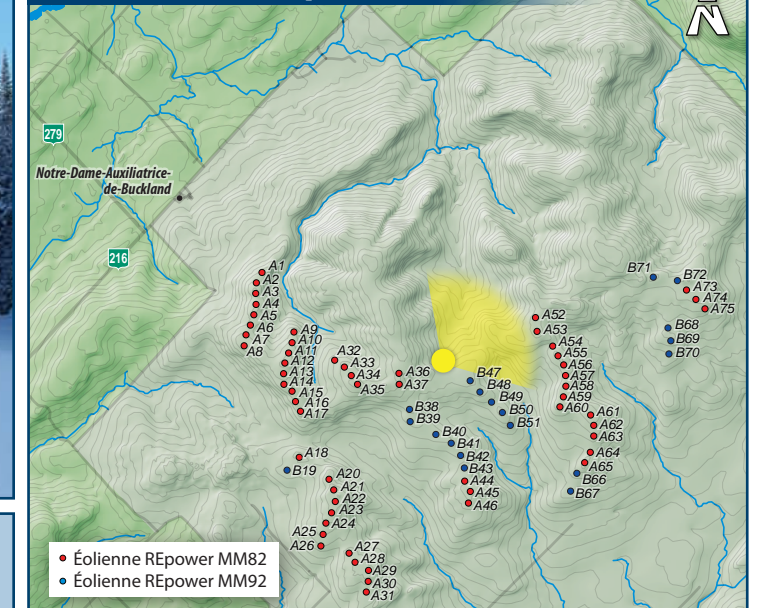 N
279
Notre-Dame-Auxiliatrice-
de-Buckland
216
A1
A2
A3
A4
A5
A6
A7
A8
A9
A10
A11
A12
A13
A14
A15
A16
A17
A18
B19
A20
A21
A22
A23
A24
A25
A26
A27
A28
A29
A30
A31
A32
A33
A34
A35
A36
A37
B38
B39
B40
B41
B42
B43
A44
A45
A46
B47
B48
B49
B50
B51
A52
A53
A54
A55
A56
A57
A58
A59
A60
A61
A62
A63
A64
A65
B66
B67
B68
B69
B70
B71
B72
A73
A74
A75
Éolienne REpower MM82
Éolienne REpower MM92